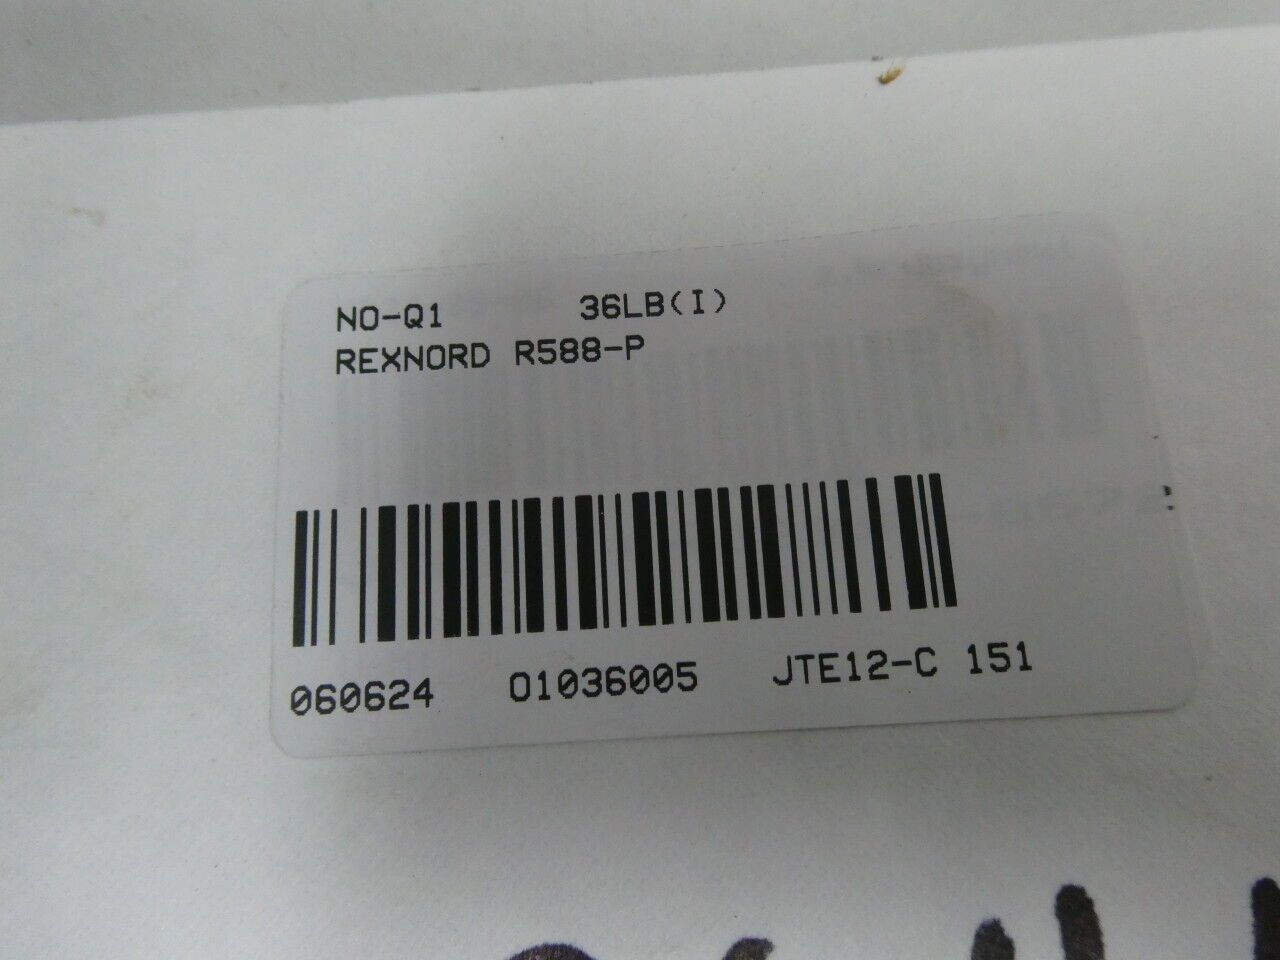 NO-Q1 36LB(I)
REXNORD R588-P
060624 01036005 JTE12-C 151